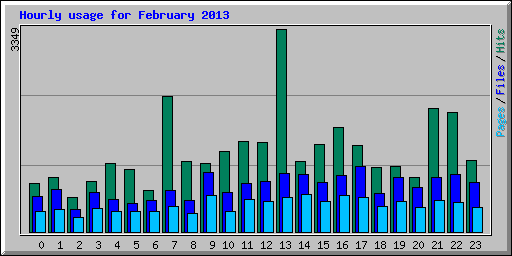 Hourly usage for February 2013
3349
Pages / Files / Hits
0 1 2 3 4 5 6 7 8 9 10 11 12 13 14 15 16 17 18 19 20 21 22 23